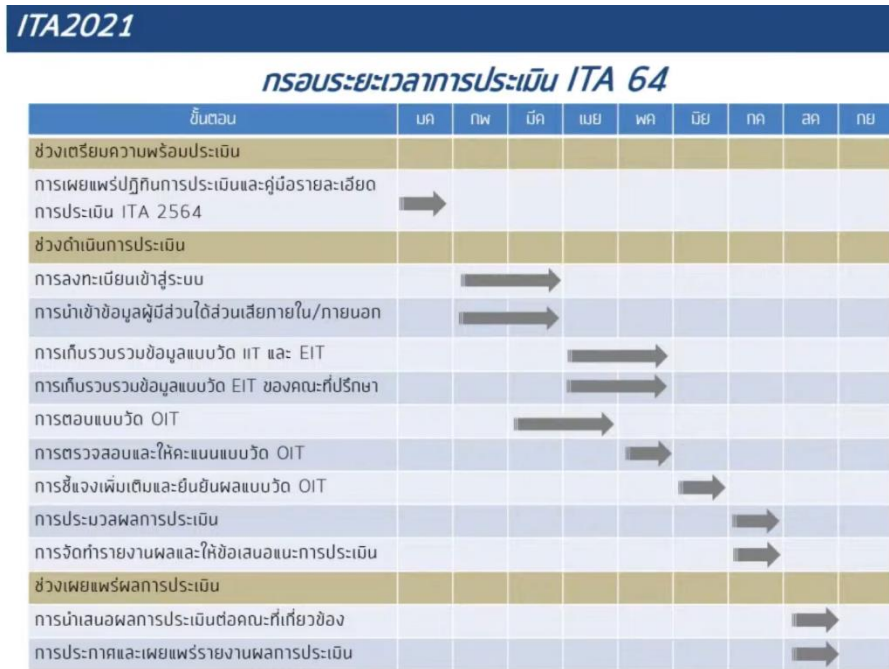 ITA2021
กรอบระยะเวลาการประเมิน ITA 64
ขั้นตอน มค กพ มีค เมย พค มิย กค สค กย
ช่วงเตรียมความพร้อมประเมิน
การเผยแพร่ปฏิทินการประเมินและคู่มือรายละเอียด
การประเมิน ITA 2564
ช่วงดำเนินการประเมิน
การลงทะเบียนเข้าสู่ระบบ
การนำเข้าข้อมูลผู้มีส่วนได้ส่วนเสียภายใน/ภายนอก
การเก็บรวบรวมข้อมูลแบบวัด IIT และ EIT
การเก็บรวบรวมข้อมูลแบบวัด EIT ของคณะที่ปรึกษา
การตอบแบบวัด OIT
การตรวจสอบและให้คะแนนแบบวัด OIT
การชี้แจงเพิ่มเติมและยืนยันผลแบบวัด OIT
การประมวลผลการประเมิน
การจัดทำรายงานผลและให้ข้อเสนอแนะการประเมิน
ช่วงเผยแพร่ผลการประเมิน
การนำเสนอผลการประเมินต่อคณะที่เกี่ยวข้อง
การประกาศและเผยแพร่รายงานผลการประเมิน